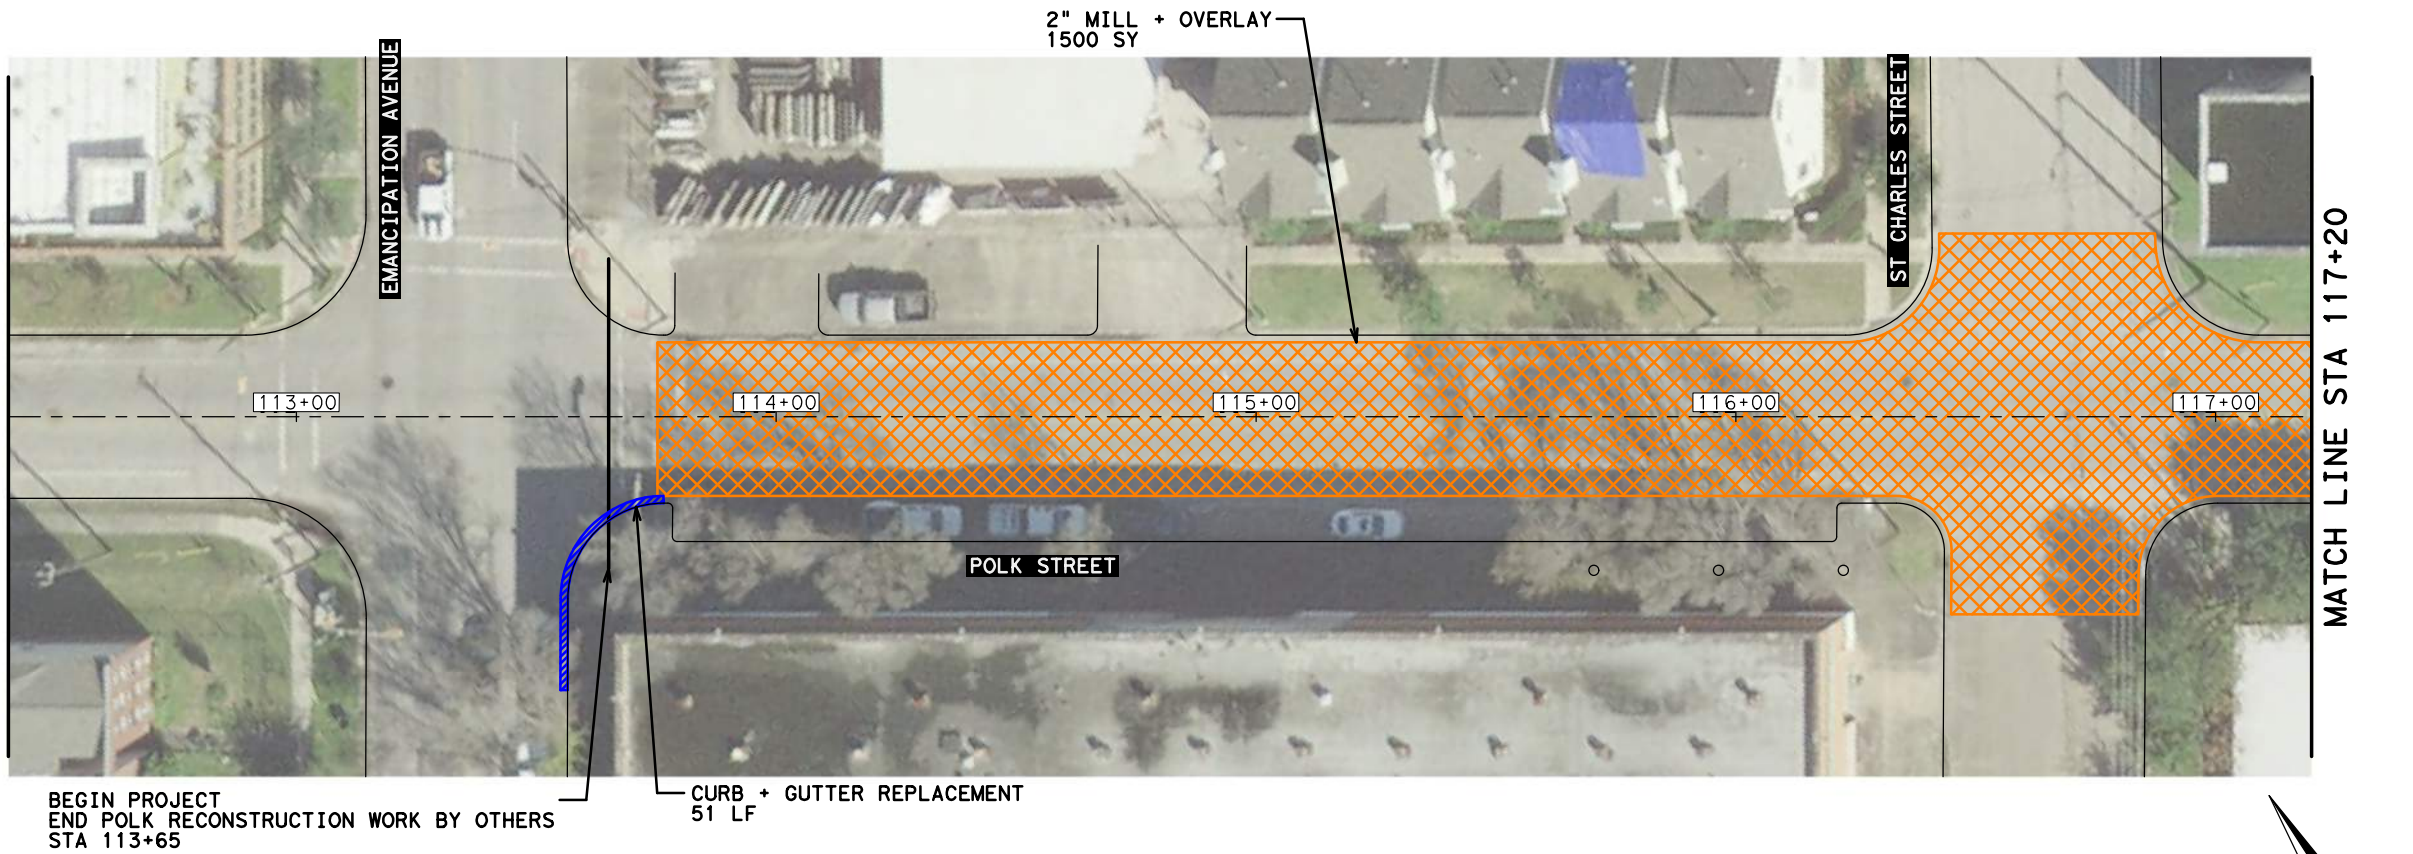 2" MILL + OVERLAY
1500 SY
EMANCIPATION AVENUE
ST CHARLES STREET
MATCH LINE STA 117+20
113+00
114+00
115+00
116+00
117+00
POLK STREET
BEGIN PROJECT
END POLK RECONSTRUCTION WORK BY OTHERS
STA 113+65
CURB + GUTTER REPLACEMENT
51 LF